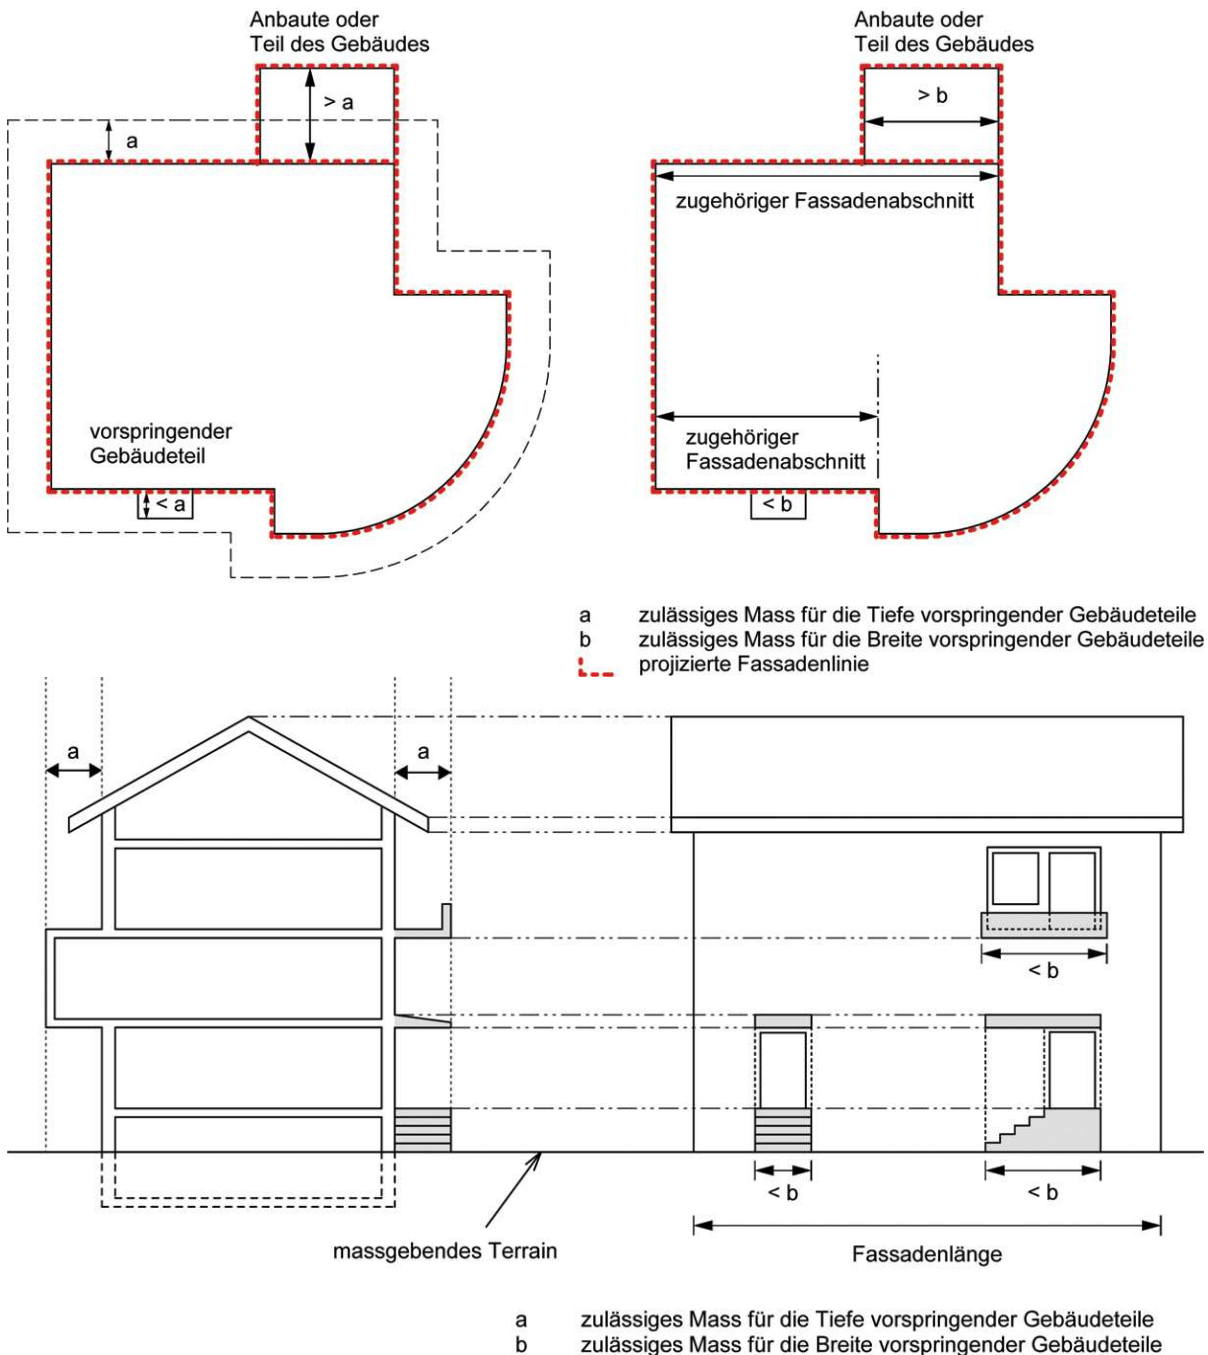 Anbaute oder
Teil des Gebäudes
> a
a
vorspringender
Gebäudeteil
< a
Anbaute oder
Teil des Gebäudes
> b
zugehöriger Fassadenabschnitt
zugehöriger
Fassadenabschnitt
< b
a zulässiges Mass für die Tiefe vorspringender Gebäudeteile
b zulässiges Mass für die Breite vorspringender Gebäudeteile
projizierte Fassadenlinie
a
a
< b
< b
< b
massgebendes Terrain
Fassadenlänge
a zulässiges Mass für die Tiefe vorspringender Gebäudeteile
b zulässiges Mass für die Breite vorspringender Gebäudeteile